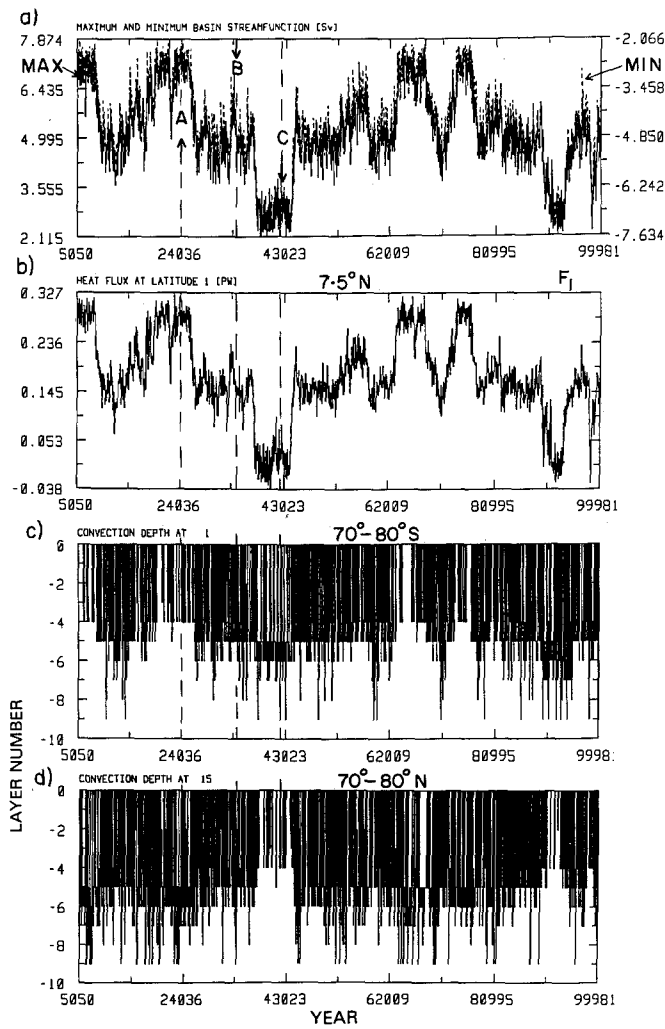 a) MAXIMUM AND MINIMUM BASIN STREAMFUNCTION [Sv]
7.874 -2.066
MAX B MIN
6.435 -3.458
A C
4.995 -4.850
3.555 -6.242
2.115 -7.634
5050 24036 43023 62009 80995 99981
b) HEAT FLUX AT LATITUDE 1 [PW] 7.5°N F1
0.327
0.236
0.145
0.053
-0.038
5050 24036 43023 62009 80995 99981
c) CONVECTION DEPTH AT 1 70°-80°S
0
-2
-4
-6
-8
-10
5050 24036 43023 62009 80995 99981
LAYER NUMBER
d) CONVECTION DEPTH AT 15 70°-80°N
0
-2
-4
-6
-8
-10
5050 24036 43023 62009 80995 99981
YEAR